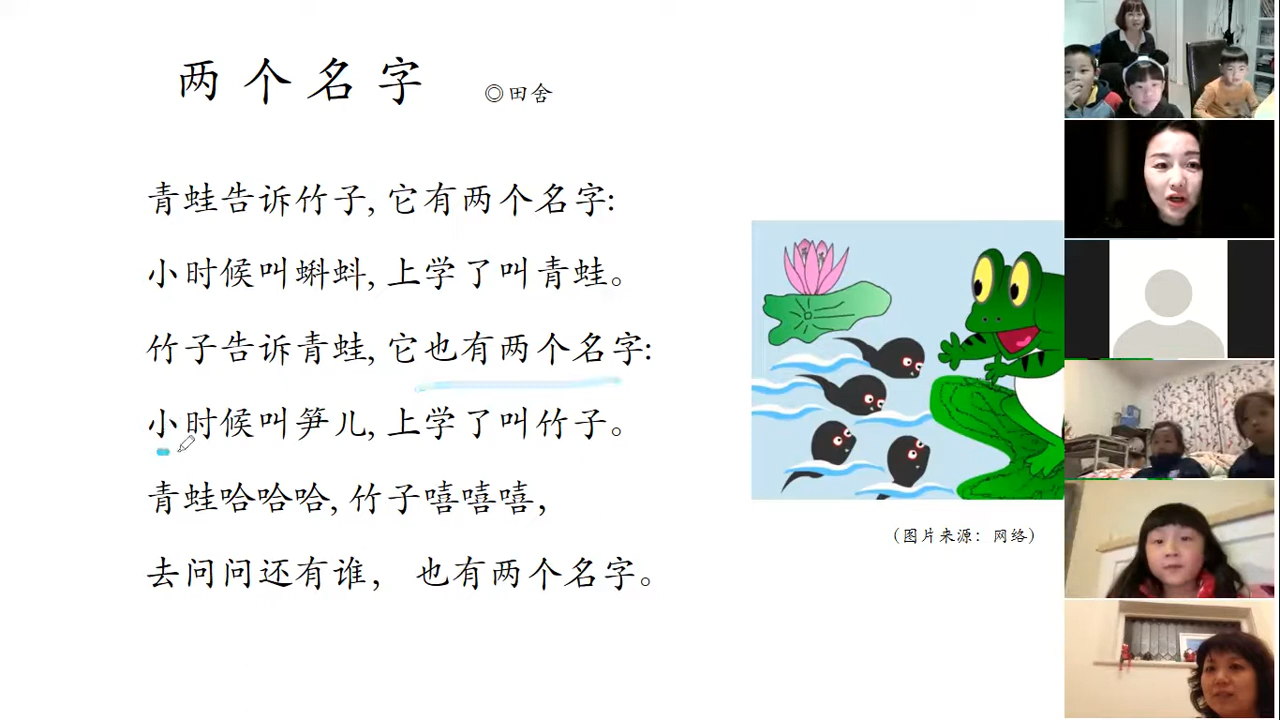 两个名字 ◎田舍
青蛙告诉竹子，它有两个名字：
小时候叫蝌蚪，上学了叫青蛙。
竹子告诉青蛙，它也有两个名字：
小时候叫笋儿，上学了叫竹子。
青蛙哈哈哈，竹子嘻嘻嘻，
去问问还有谁， 也有两个名字。
（图片来源：网络）